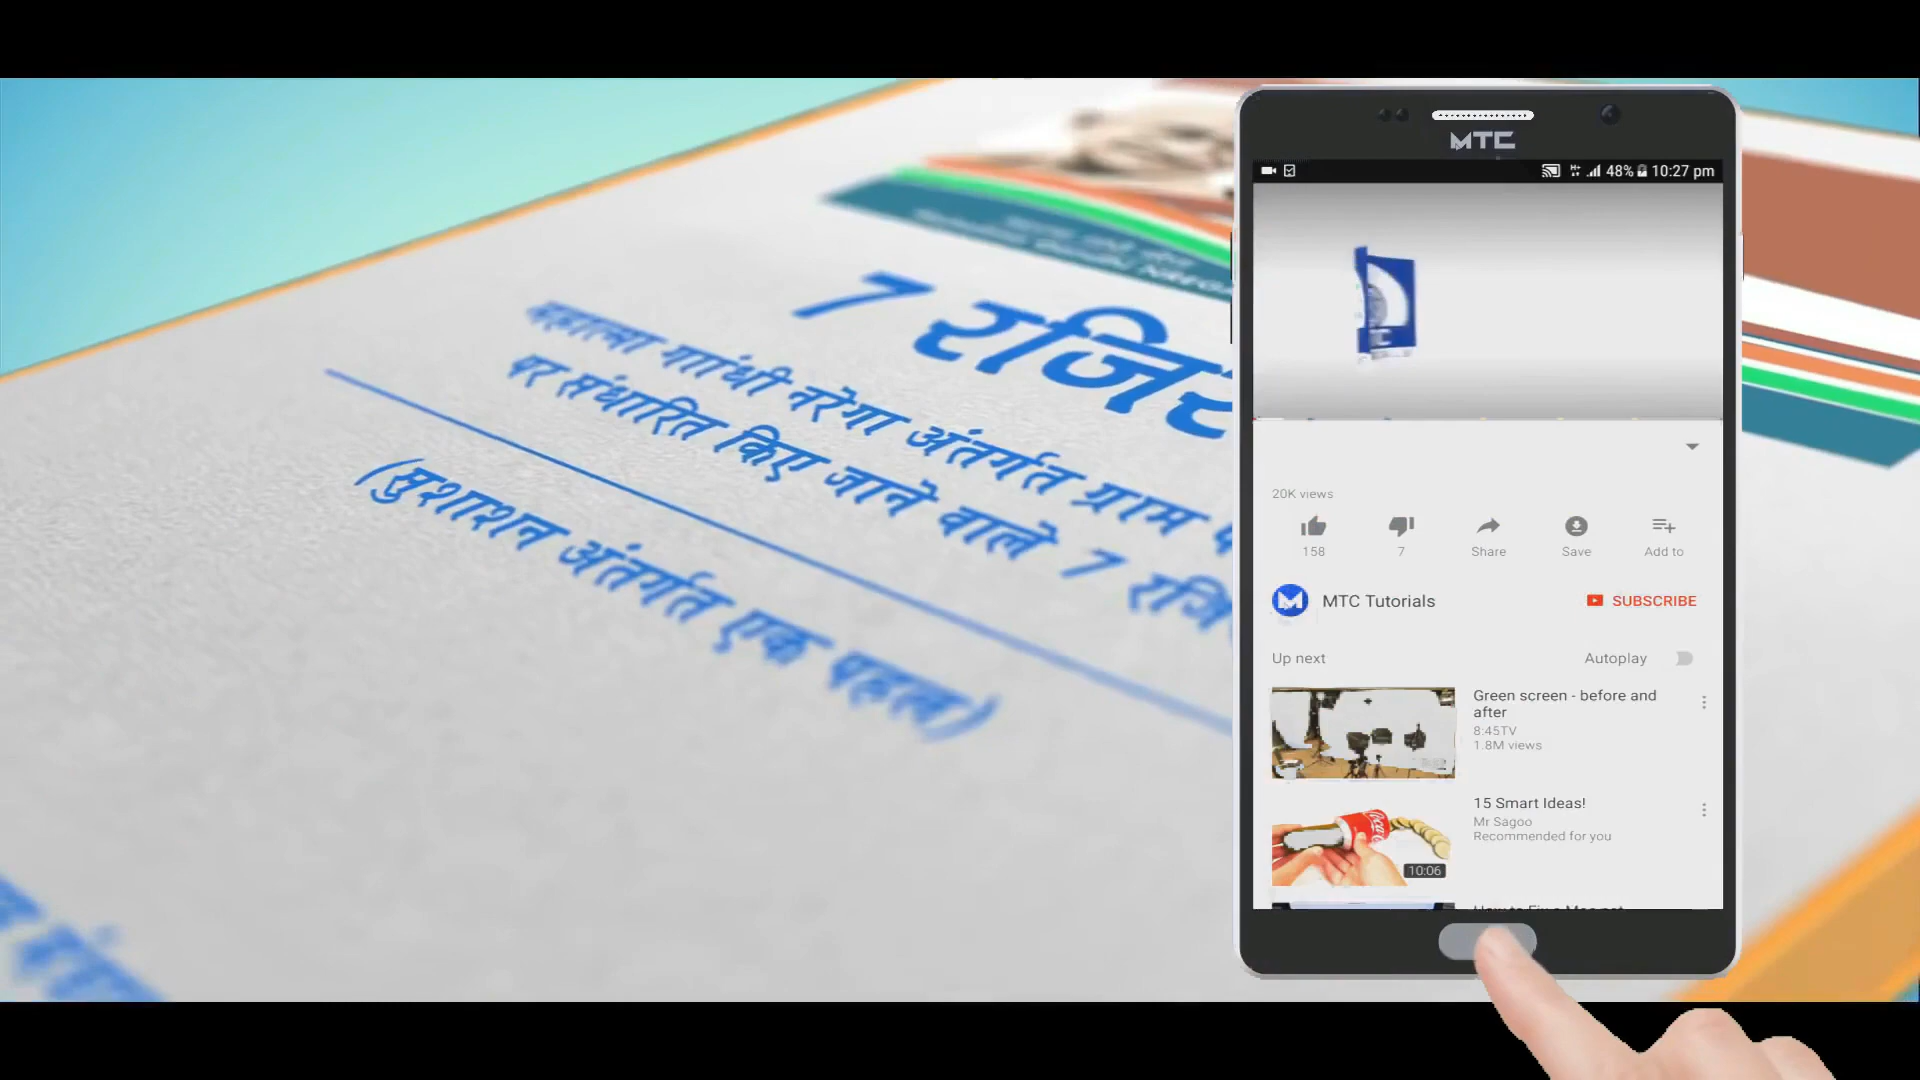 7 रजिस्
महात्मा गाांधी नरेगा अंतर्गत ग्राम प
पर संधारित किए जाने वाले 7 रजि
(सुशाशन अंतर्गत एक पहल)
MTC
48% 10:27 pm
20K views
158
7
Share
Save
Add to
MTC Tutorials
SUBSCRIBE
Up next
Autoplay
Green screen - before and
after
8:45TV
1.8M views
15 Smart Ideas!
Mr Sagoo
Recommended for you
10:06